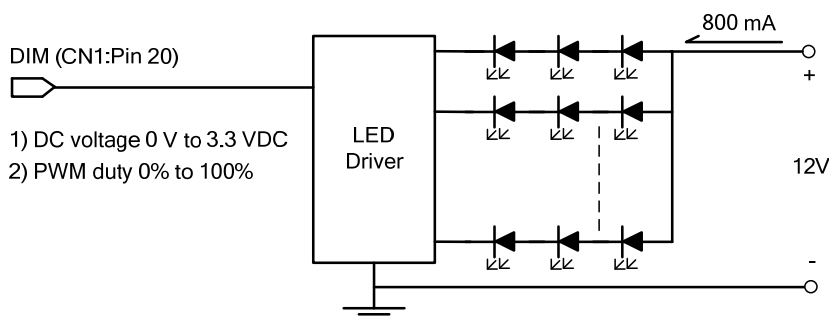 800 mA
DIM (CN1:Pin 20)
+
1) DC voltage 0 V to 3.3 VDC
2) PWM duty 0% to 100%
LED
Driver
12V
-